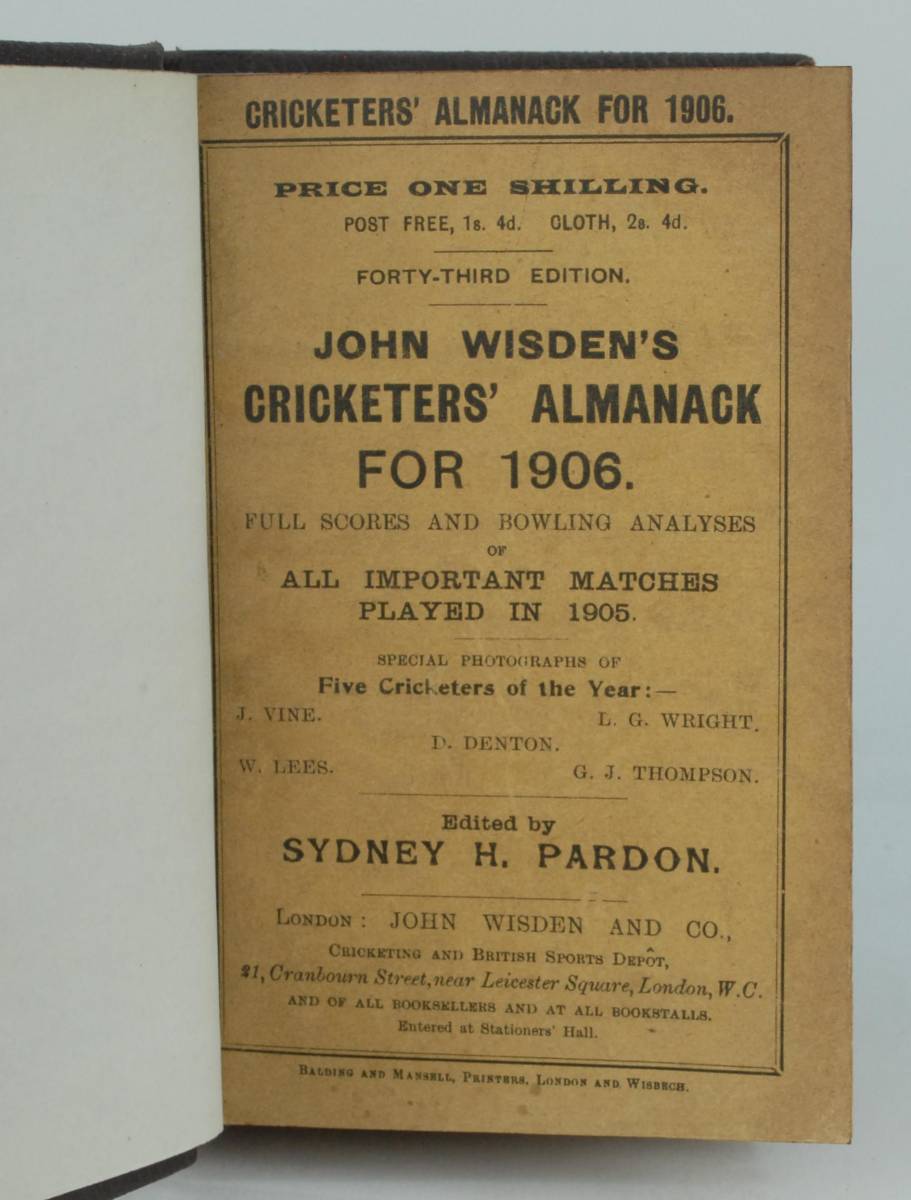 CRICKETERS' ALMANACK FOR 1906.
PRICE ONE SHILLING.
POST FREE, 1s. 4d. CLOTH, 2s. 4d.
FORTY-THIRD EDITION.
JOHN WISDEN'S
CRICKETERS' ALMANACK
FOR 1906.
FULL SCORES AND BOWLING ANALYSES
OF
ALL IMPORTANT MATCHES
PLAYED IN 1905.
SPECIAL PHOTOGRAPHS OF
Five Cricketers of the Year:—
J. VINE. L. G. WRIGHT.
D. DENTON.
W. LEES. G. J. THOMPSON.
Edited by
SYDNEY H. PARDON.
LONDON: JOHN WISDEN AND CO.,
CRICKETING AND BRITISH SPORTS DEPÔT,
21, Cranbourn Street, near Leicester Square, London, W.C.
AND OF ALL BOOKSELLERS AND AT ALL BOOKSTALLS.
Entered at Stationers' Hall.
BALDING AND MANSELL, PRINTERS, LONDON AND WISBECH.